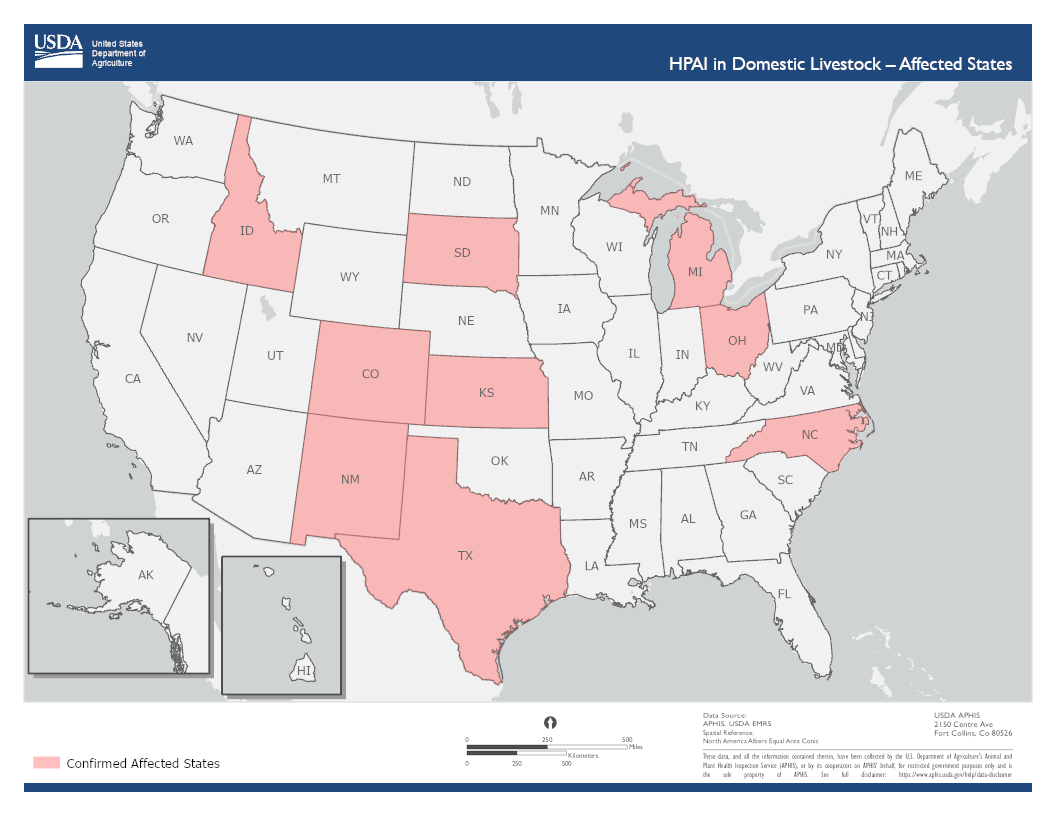 USDA
United States
Department of
Agriculture
HPAI in Domestic Livestock – Affected States
WA
MT
ND
MN
ME
OR
ID
SD
WI
VT
NH
NY
MA
WY
MI
CT
NE
IA
PA
NJ
NV
UT
IL
IN
OH
MD
CA
CO
KS
MO
WV
VA
KY
AZ
NM
OK
AR
TN
NC
SC
MS
AL
GA
TX
LA
FL
AK
HI
Confirmed Affected States
0 250 500
Miles
Kilometers
0 250 500
Data Source:
APHIS, USDA EMRS
Spatial Reference:
North America Albers Equal Area Conic
USDA APHIS
2150 Centre Ave
Fort Collins, Co 80526
These data, and all the information contained therein, have been collected by the U.S. Department of Agriculture's Animal and
Plant Health Inspection Service (APHIS), or by its cooperators on APHIS' behalf, for restricted government purposes only and is
the sole property of APHIS. See full disclaimer: https://www.aphis.usda.gov/help/data-disclaimer